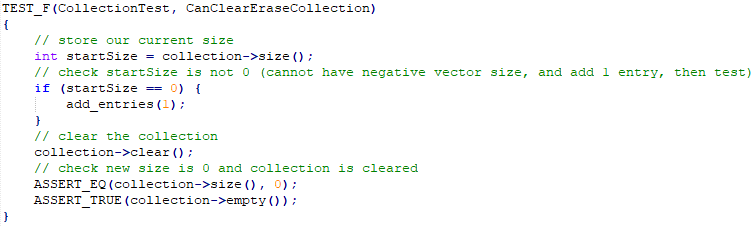 TEST_F(CollectionTest, CanClearEraseCollection)
{
    // store our current size
    int startSize = collection->size();
    // check startSize is not 0 (cannot have negative vector size, and add 1 entry, then test)
    if (startSize == 0) {
        add_entries(1);
    }
    // clear the collection
    collection->clear();
    // check new size is 0 and collection is cleared
    ASSERT_EQ(collection->size(), 0);
    ASSERT_TRUE(collection->empty());
}